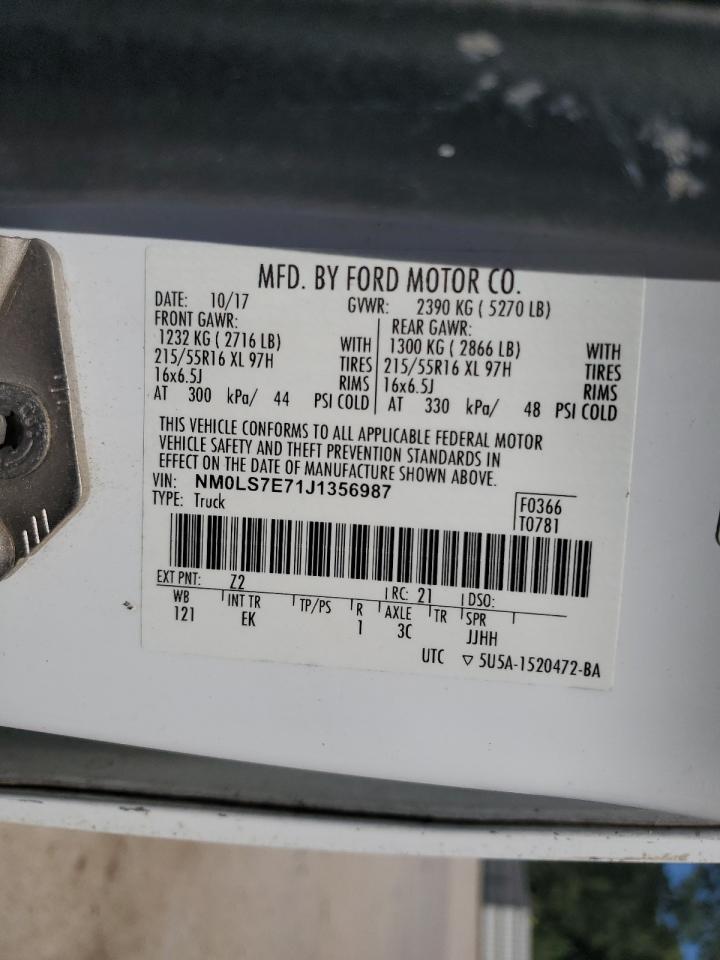 MFD. BY FORD MOTOR CO.
DATE: 10/17 GVWR: 2390 KG ( 5270 LB)
FRONT GAWR: REAR GAWR:
1232 KG ( 2716 LB) WITH 1300 KG ( 2866 LB) WITH
215/55R16 XL 97H TIRES 215/55R16 XL 97H TIRES
16x6.5J RIMS 16x6.5J RIMS
AT 300 kPa/ 44 PSI COLD AT 330 kPa/ 48 PSI COLD
THIS VEHICLE CONFORMS TO ALL APPLICABLE FEDERAL MOTOR
VEHICLE SAFETY AND THEFT PREVENTION STANDARDS IN
EFFECT ON THE DATE OF MANUFACTURE SHOWN ABOVE.
VIN: NM0LS7E71J1356987
TYPE: Truck F0366
T0781
EXT PNT: Z2 RC: 21 DSO:
WB INT TR TP/PS R AXLE TR SPR
121 EK 1 3C JJHH
UTC ▽ 5U5A-1520472-BA